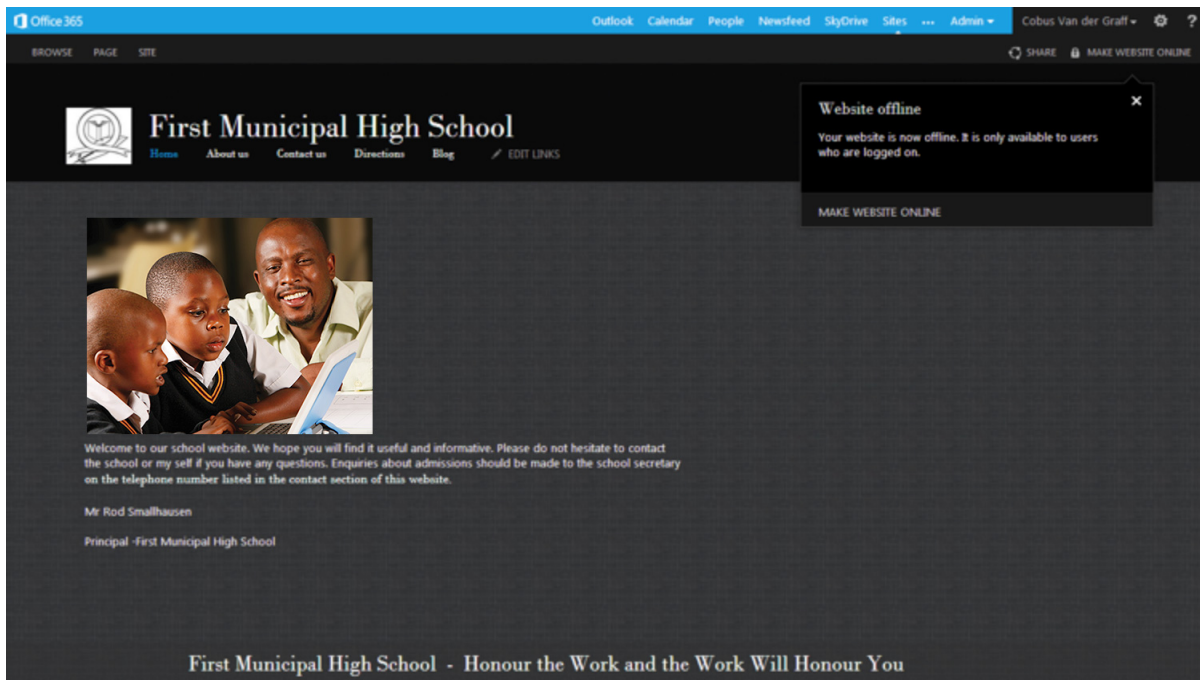 Office 365 Outlook Calendar People Newsfeed SkyDrive Sites ... Admin Cobus Van der Graff ?
BROWSE PAGE SITE SHARE MAKE WEBSITE ONLINE
First Municipal High School
Home About us Contact us Directions Blog EDIT LINKS
Website offline
Your website is now offline. It is only available to users
who are logged on.
MAKE WEBSITE ONLINE
Welcome to our school website. We hope you will find it useful and informative. Please do not hesitate to contact
the school or my self if you have any questions. Enquiries about admissions should be made to the school secretary
on the telephone number listed in the contact section of this website.
Mr Rod Smallhausen
Principal -First Municipal High School
First Municipal High School - Honour the Work and the Work Will Honour You